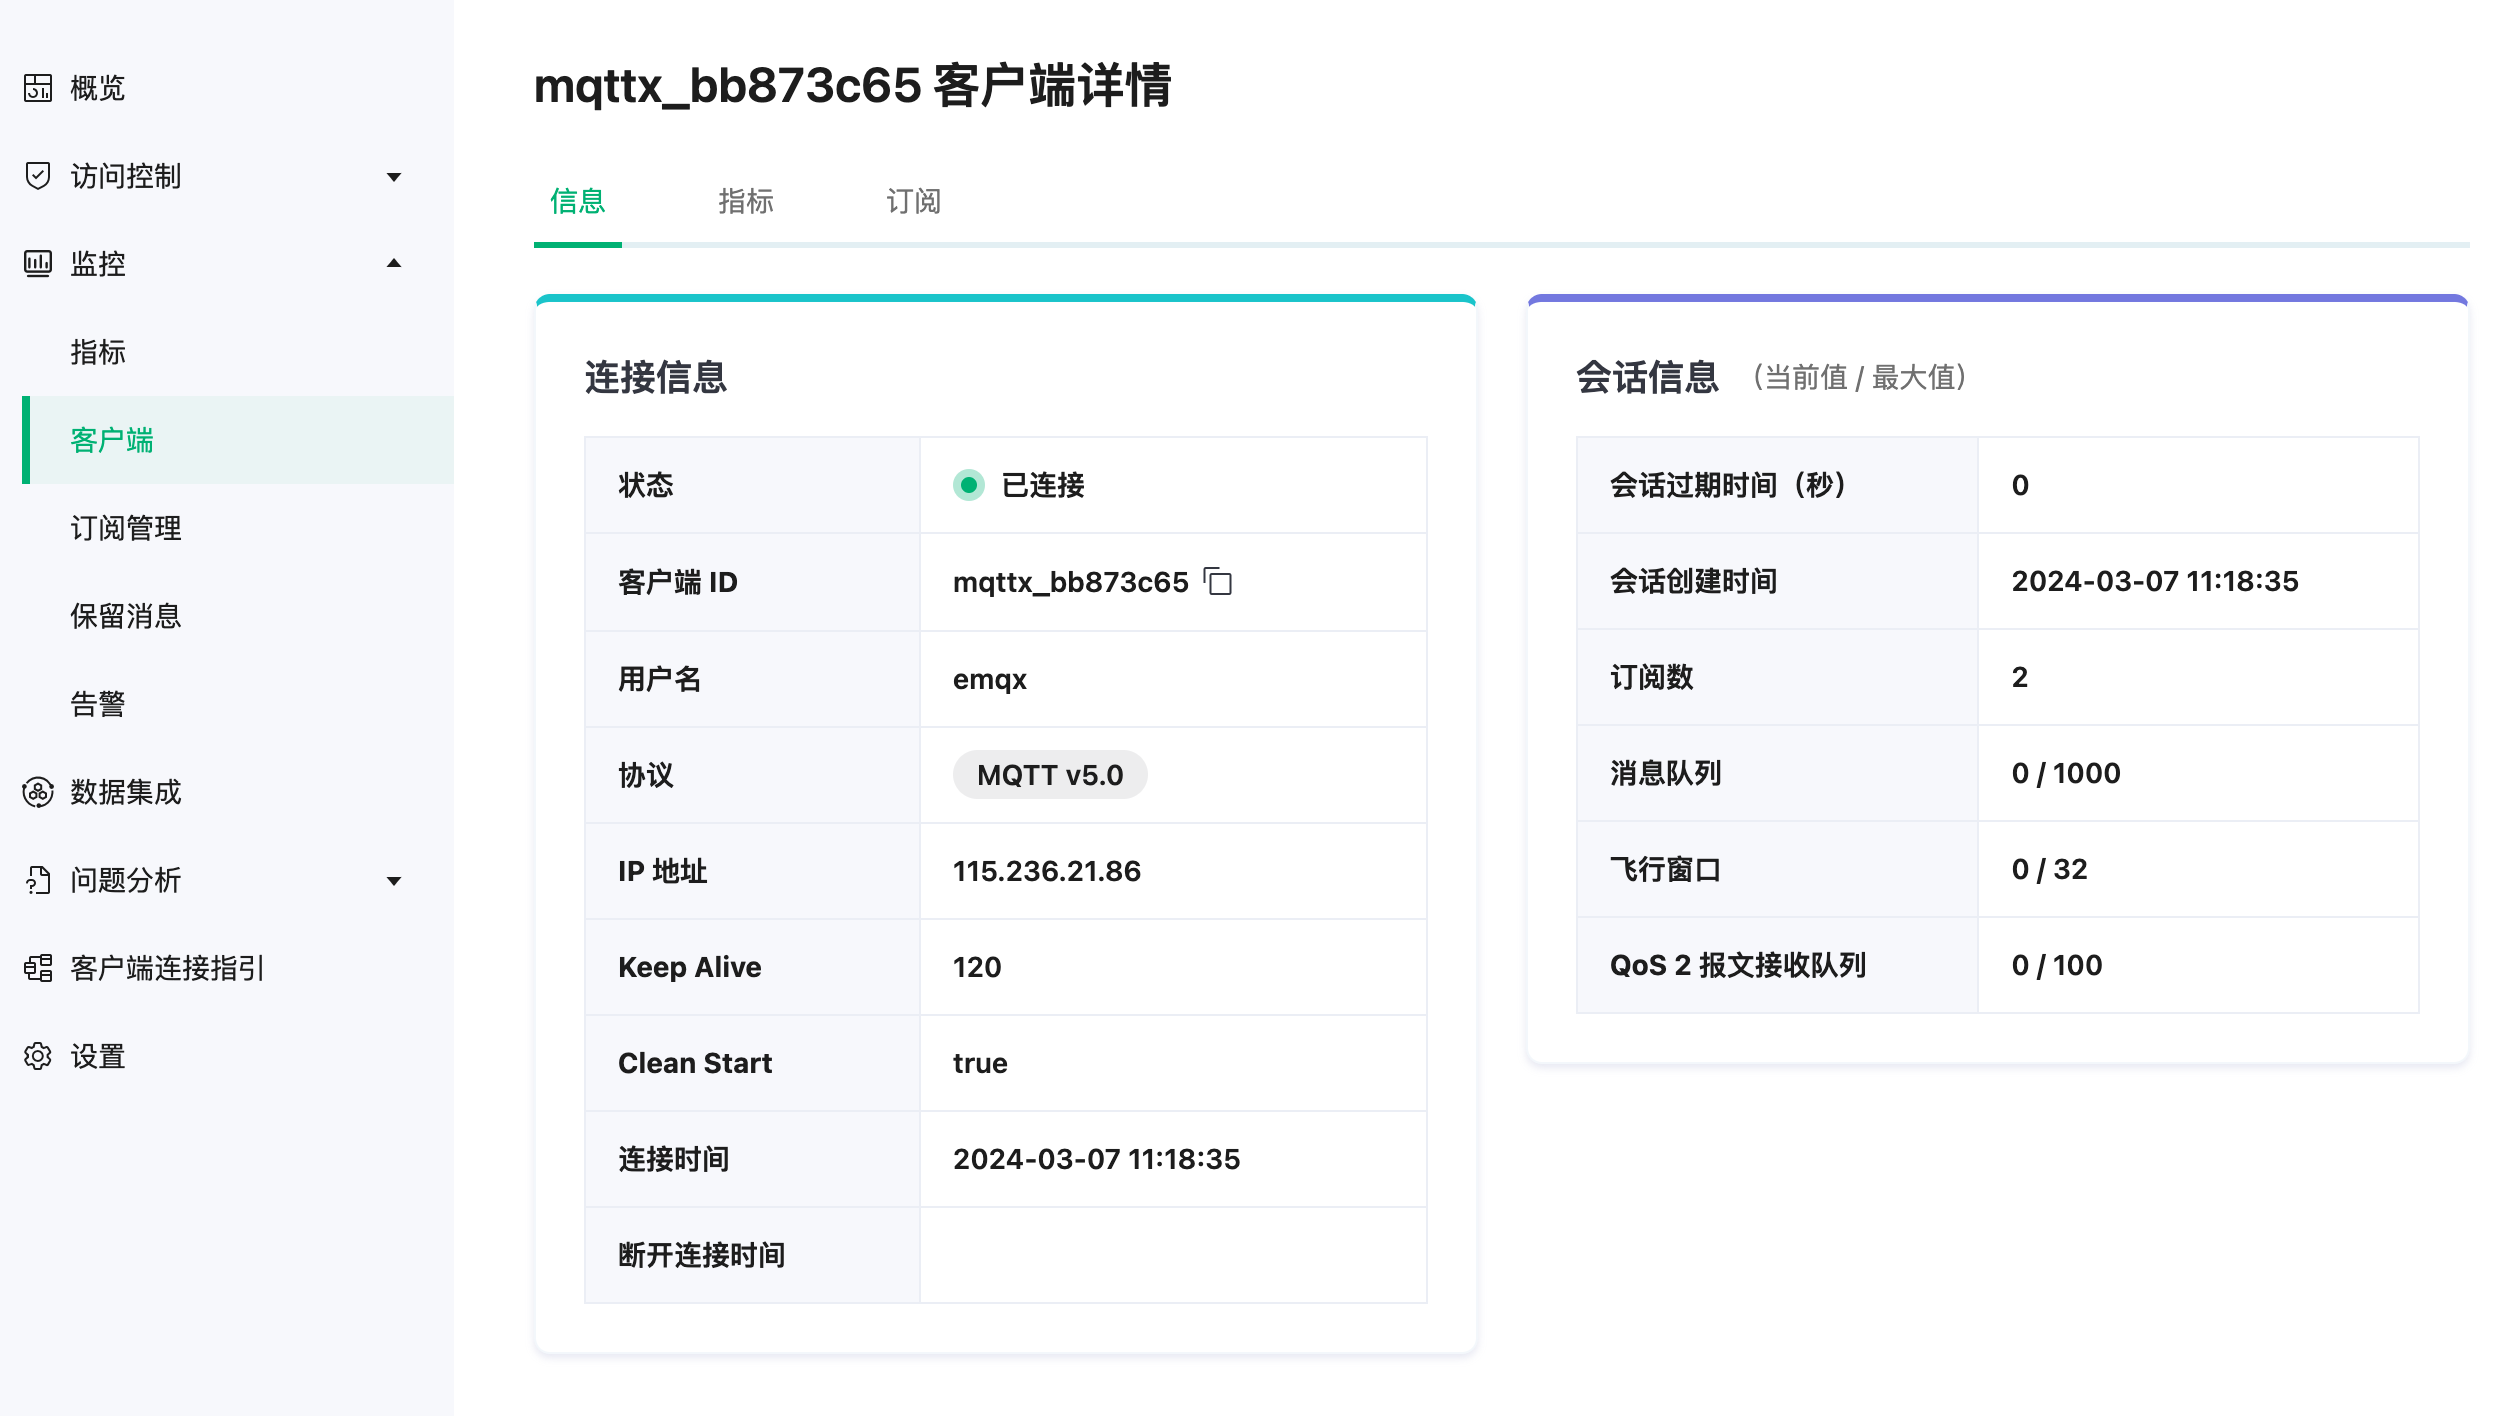 概览
访问控制
监控
指标
客户端
订阅管理
保留消息
告警
数据集成
问题分析
客户端连接指引
设置
mqttx_bb873c65 客户端详情
信息 指标 订阅
连接信息
状态 已连接
客户端 ID mqttx_bb873c65
用户名 emqx
协议 MQTT v5.0
IP 地址 115.236.21.86
Keep Alive 120
Clean Start true
连接时间 2024-03-07 11:18:35
断开连接时间
会话信息 （当前值 / 最大值）
会话过期时间（秒） 0
会话创建时间 2024-03-07 11:18:35
订阅数 2
消息队列 0 / 1000
飞行窗口 0 / 32
QoS 2 报文接收队列 0 / 100